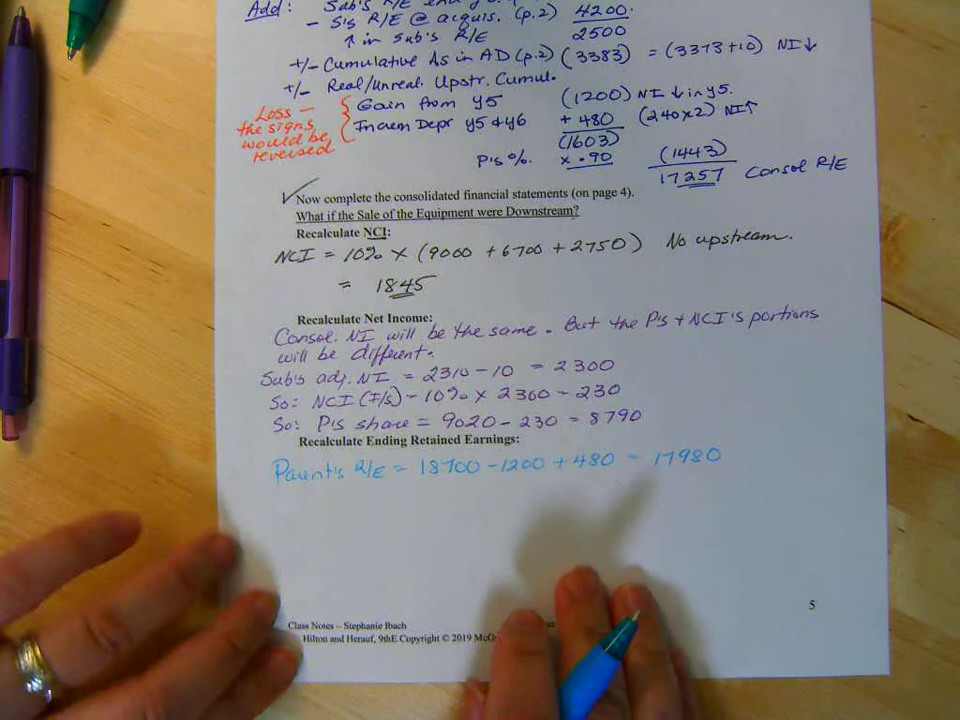 Add: Sub's R/E end y
- S's R/E @ acquis. (p.2) 4200
↑ in Sub's R/E 2500
+/- Cumulative Δs in AD (p.2) (3383) = (3373+10) NI↓
+/- Real/Unreal. Upstr. Cumul.
Loss - the signs would be reversed
Gain from y5 (1200) NI ↓ in y5.
Increm Depr y5 & y6 + 480 (240x2) NI↑
(1603)
P's %. x .90 (1443)
17257 Consol R/E
✓Now complete the consolidated financial statements (on page 4).
What if the Sale of the Equipment were Downstream?
Recalculate NCI:
NCI = 10% x (9000 + 6700 + 2750) No upstream.
= 1845
Recalculate Net Income:
Consol. NI will be the same. But the P's + NCI's portions
will be different.
Sub's adj. NI = 2310 - 10 = 2300
So: NCI (I/S) = 10% x 2300 = 230
So: P's share = 9020 - 230 = 8790
Recalculate Ending Retained Earnings:
Parent's R/E = 18700 - 1200 + 480 = 17980
5
Class Notes – Stephanie Ibach
Hilton and Herauf, 9thE Copyright © 2019 McG